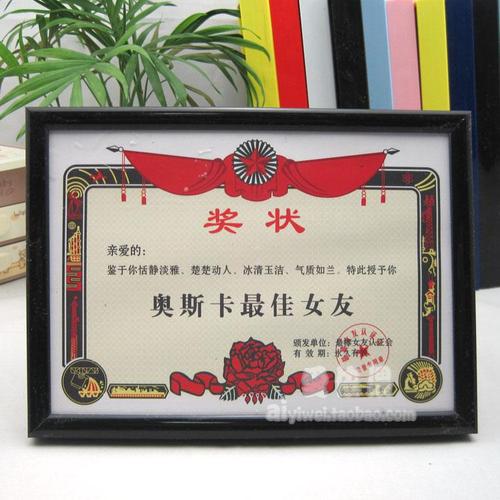 奖状
亲爱的:
鉴于你恬静淡雅、楚楚动人、冰清玉洁、气质如兰。特此授予你
奥斯卡最佳女友
颁发单位: 最棒女友认证会
有效期: 永久有效
aiyiwei.taobao.com